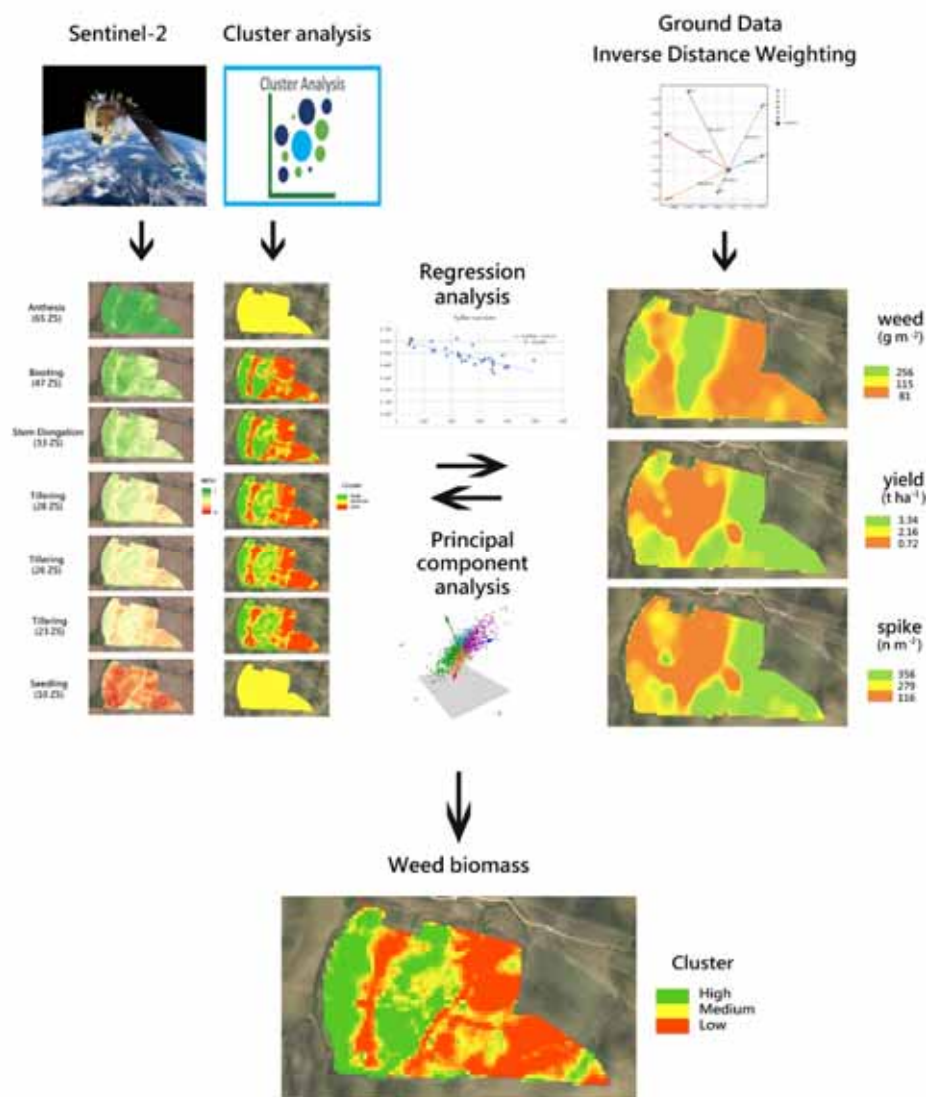 Sentinel-2
Cluster analysis
Ground Data
Inverse Distance Weighting
Cluster Analysis
Anthesis
(65 ZS)
Booting
(47 ZS)
Stem Elongation
(33 ZS)
Tillering
(28 ZS)
Tillering
(26 ZS)
Tillering
(23 ZS)
Seedling
(10 ZS)
Regression
analysis
Principal
component
analysis
weed
(g m⁻²)
256
115
81
yield
(t ha⁻¹)
3.34
2.16
0.72
spike
(n m⁻²)
356
279
116
Weed biomass
Cluster
High
Medium
Low